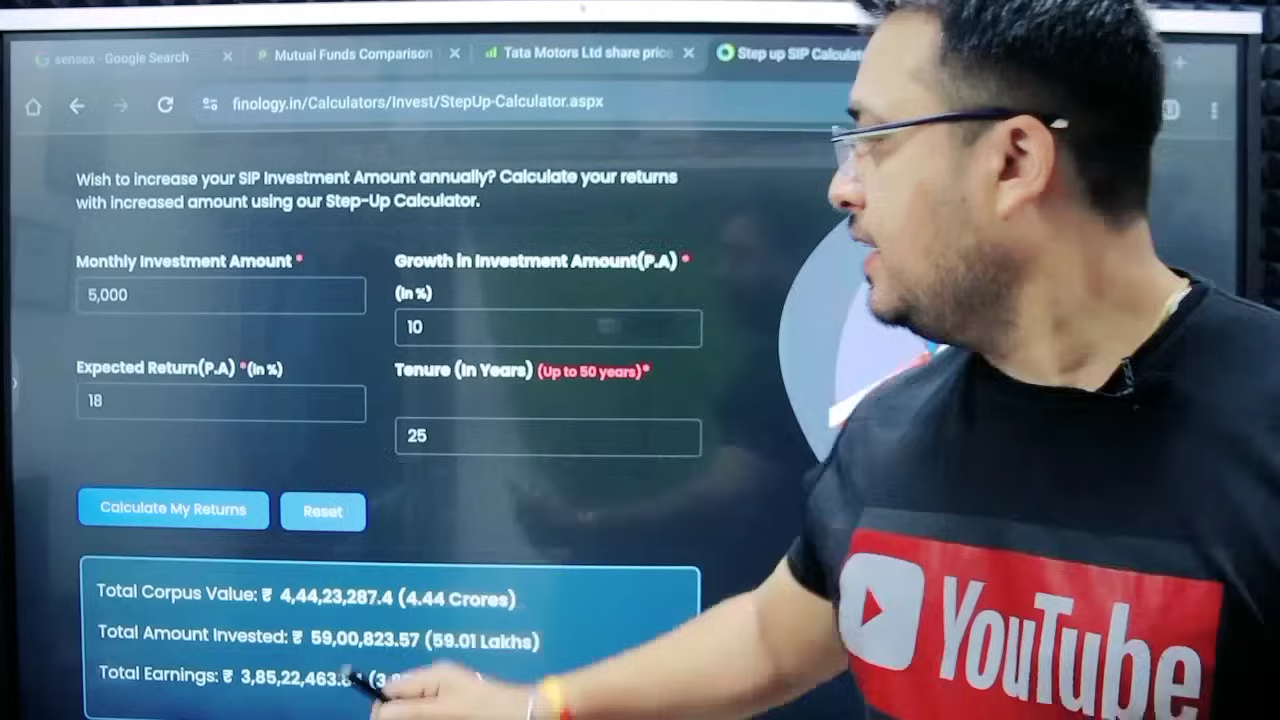 sensex - Google Search
Mutual Funds Comparison
Tata Motors Ltd share price
Step up SIP Calculat
finology.in/Calculators/Invest/StepUp-Calculator.aspx
Wish to increase your SIP Investment Amount annually? Calculate your returns
with increased amount using our Step-Up Calculator.
Monthly Investment Amount *
5,000
Growth in Investment Amount(P.A) *
(In %)
10
Expected Return(P.A) *(In %)
18
Tenure (In Years) (Up to 50 years)*
25
Calculate My Returns
Reset
Total Corpus Value: ₹ 4,44,23,287.4 (4.44 Crores)
Total Amount Invested: ₹ 59,00,823.57 (59.01 Lakhs)
Total Earnings: ₹ 3,85,22,463.8
YouTube